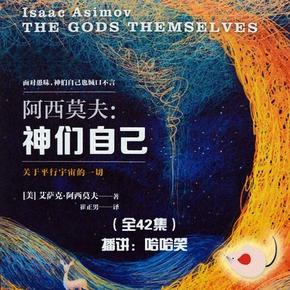 Isaac Asimov
THE GODS THEMSELVES
面对愚昧,神们自己也缄口不言
阿西莫夫:
神们自己
关于平行宇宙的一切
[美] 艾萨克·阿西莫夫 著
崔正男 译
(全42集)
播讲:哈哈笑